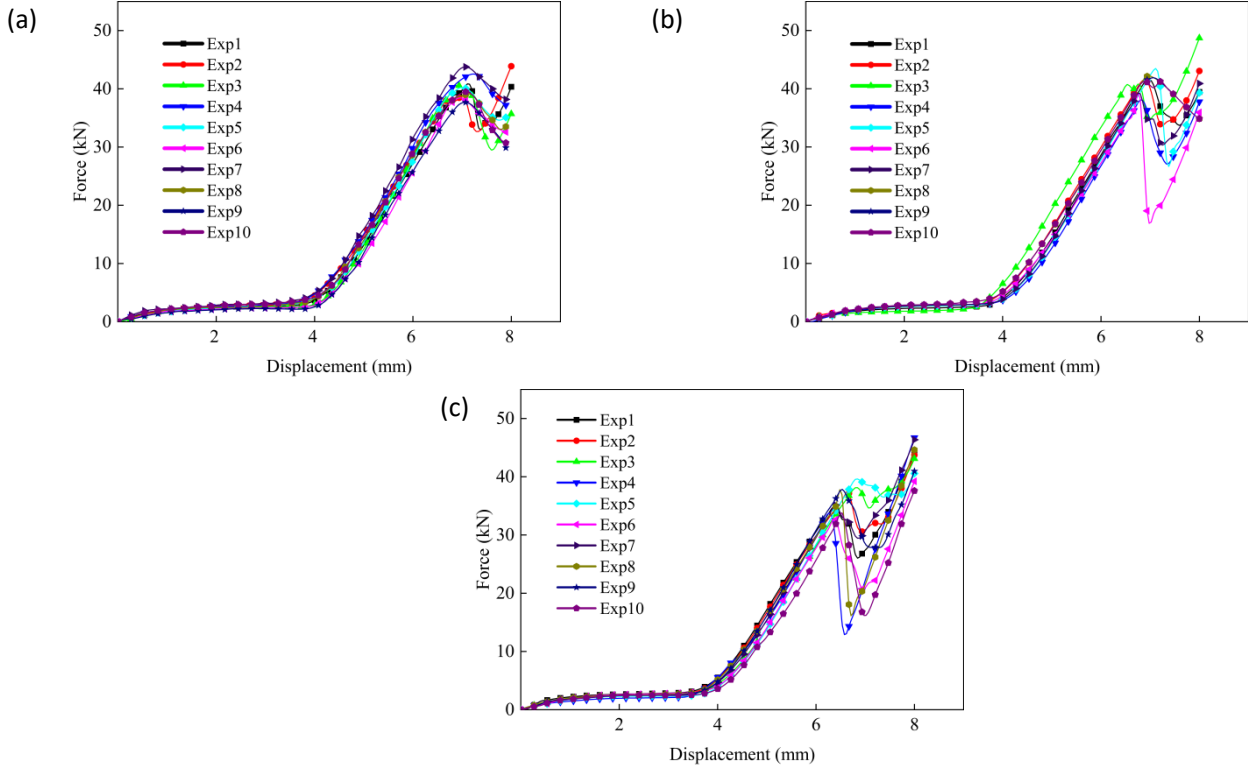 (a)
50
40
30
20
10
0
Force (kN)
Exp1
Exp2
Exp3
Exp4
Exp5
Exp6
Exp7
Exp8
Exp9
Exp10
2 4 6 8
Displacement (mm)
(b)
50
40
30
20
10
0
Force (kN)
Exp1
Exp2
Exp3
Exp4
Exp5
Exp6
Exp7
Exp8
Exp9
Exp10
2 4 6 8
Displacement (mm)
(c)
50
40
30
20
10
0
Force (kN)
Exp1
Exp2
Exp3
Exp4
Exp5
Exp6
Exp7
Exp8
Exp9
Exp10
2 4 6 8
Displacement (mm)